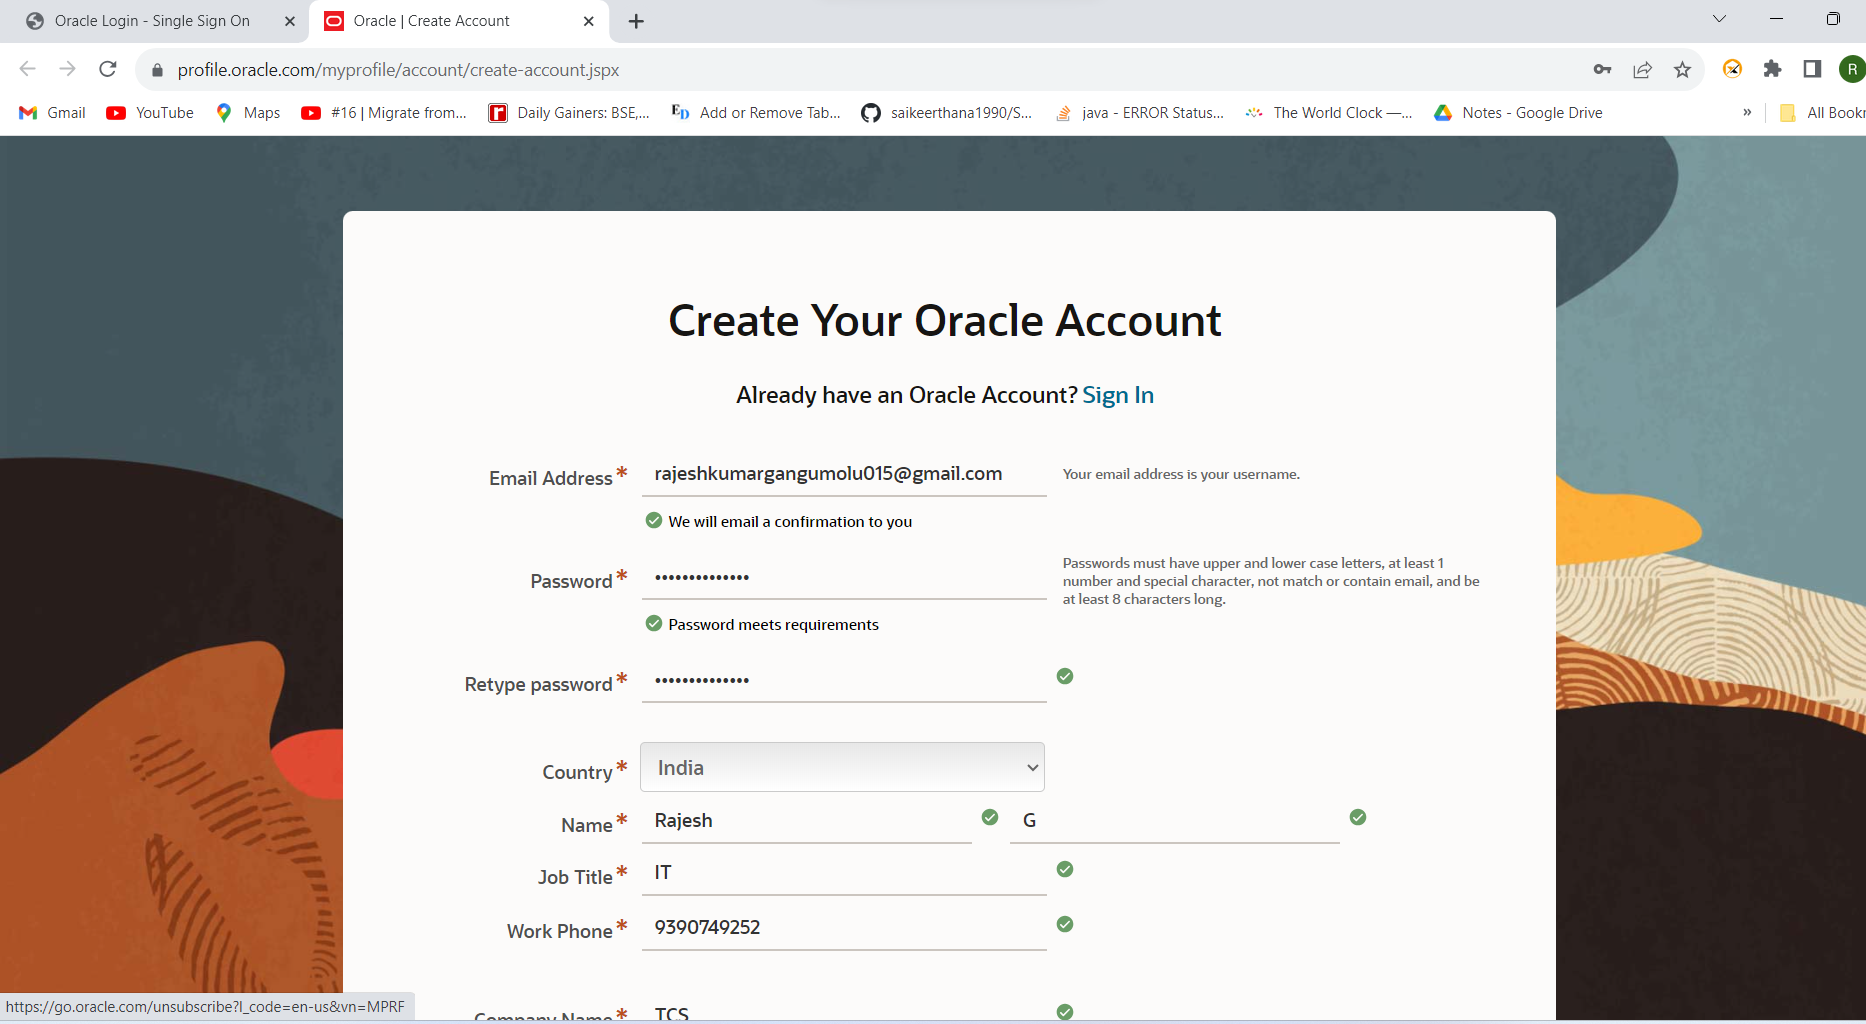 Oracle Login - Single Sign On
Oracle | Create Account
profile.oracle.com/myprofile/account/create-account.jspx
R
Gmail YouTube Maps #16 | Migrate from... Daily Gainers: BSE,... ED Add or Remove Tab... saikeerthana1990/S... java - ERROR Status... The World Clock —... Notes - Google Drive » All Bookr
Create Your Oracle Account
Already have an Oracle Account? Sign In
Email Address* rajeshkumargangumolu015@gmail.com Your email address is your username.
We will email a confirmation to you
Password* ••••••••••••••
Passwords must have upper and lower case letters, at least 1
number and special character, not match or contain email, and be
at least 8 characters long.
Password meets requirements
Retype password* ••••••••••••••
Country* India
Name* Rajesh G
Job Title* IT
Work Phone* 9390749252
Company Name* TCS
https://go.oracle.com/unsubscribe?l_code=en-us&vn=MPRF